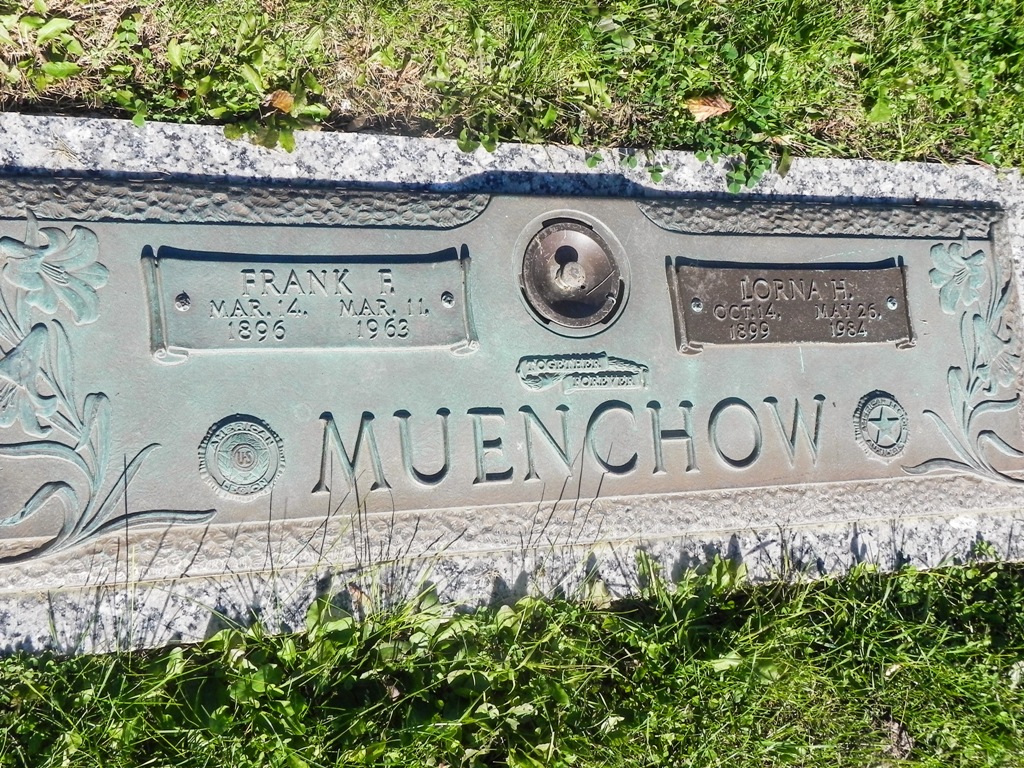 FRANK F.
MAR. 14, MAR. 11,
1896 1963
LORNA H.
OCT. 14, MAY 26,
1899 1984
TOGETHER
FOREVER
MUENCHOW
AMERICAN
US
LEGION